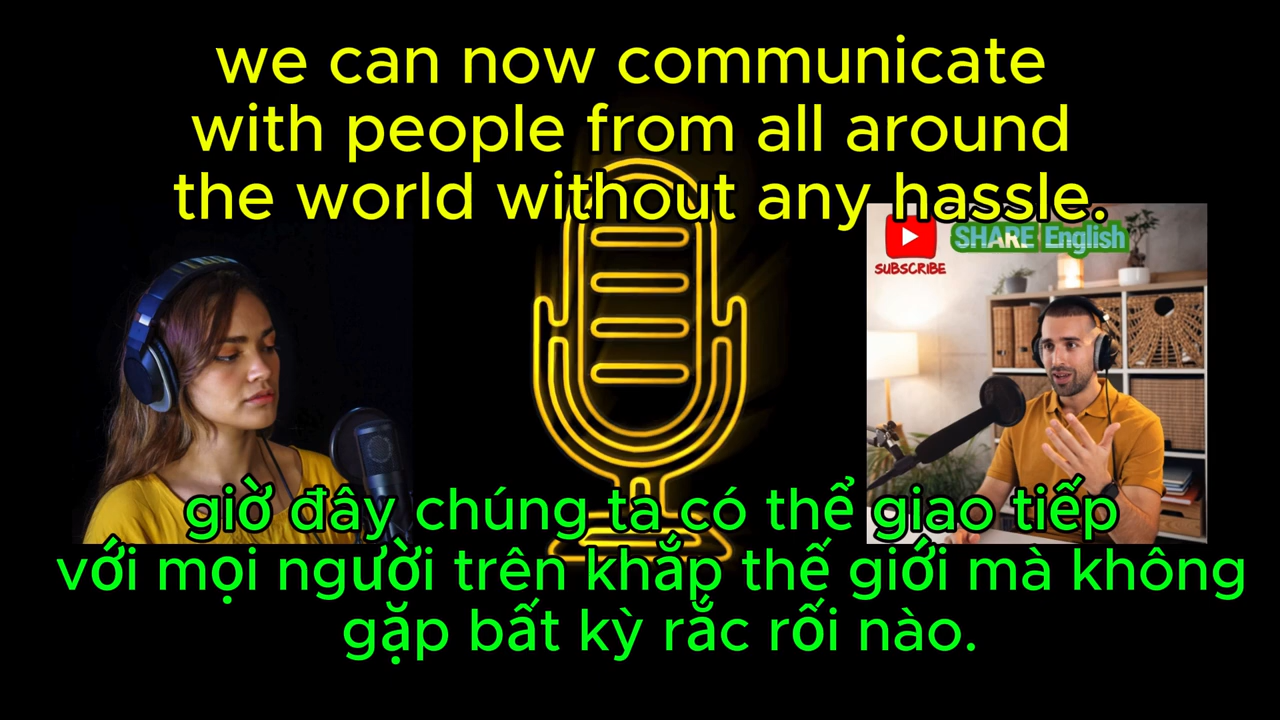 we can now communicate
with people from all around
the world without any hassle.
SHARE English
SUBSCRIBE
giờ đây chúng ta có thể giao tiếp
với mọi người trên khắp thế giới mà không
gặp bất kỳ rắc rối nào.